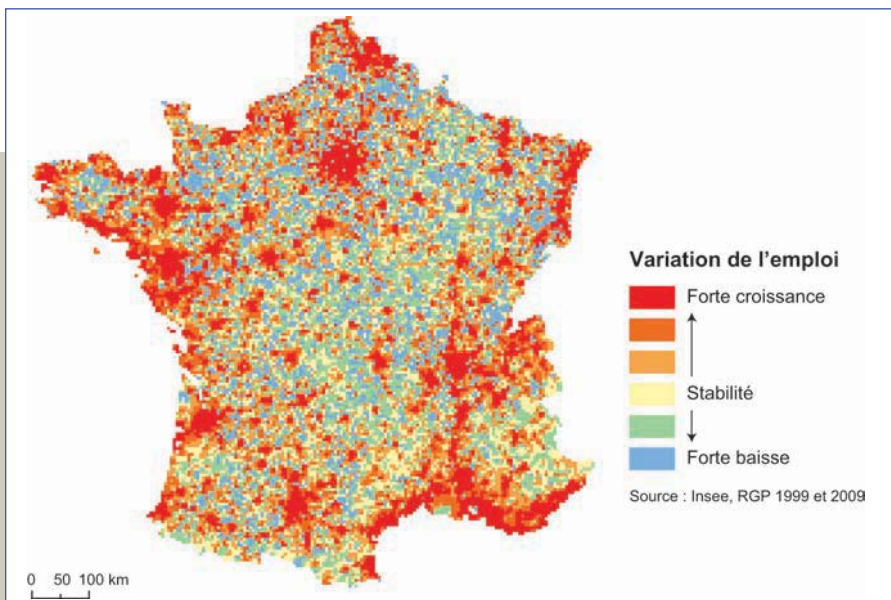 Variation de l’emploi
Forte croissance
Stabilité
Forte baisse
Source : Insee, RGP 1999 et 2009
0 50 100 km